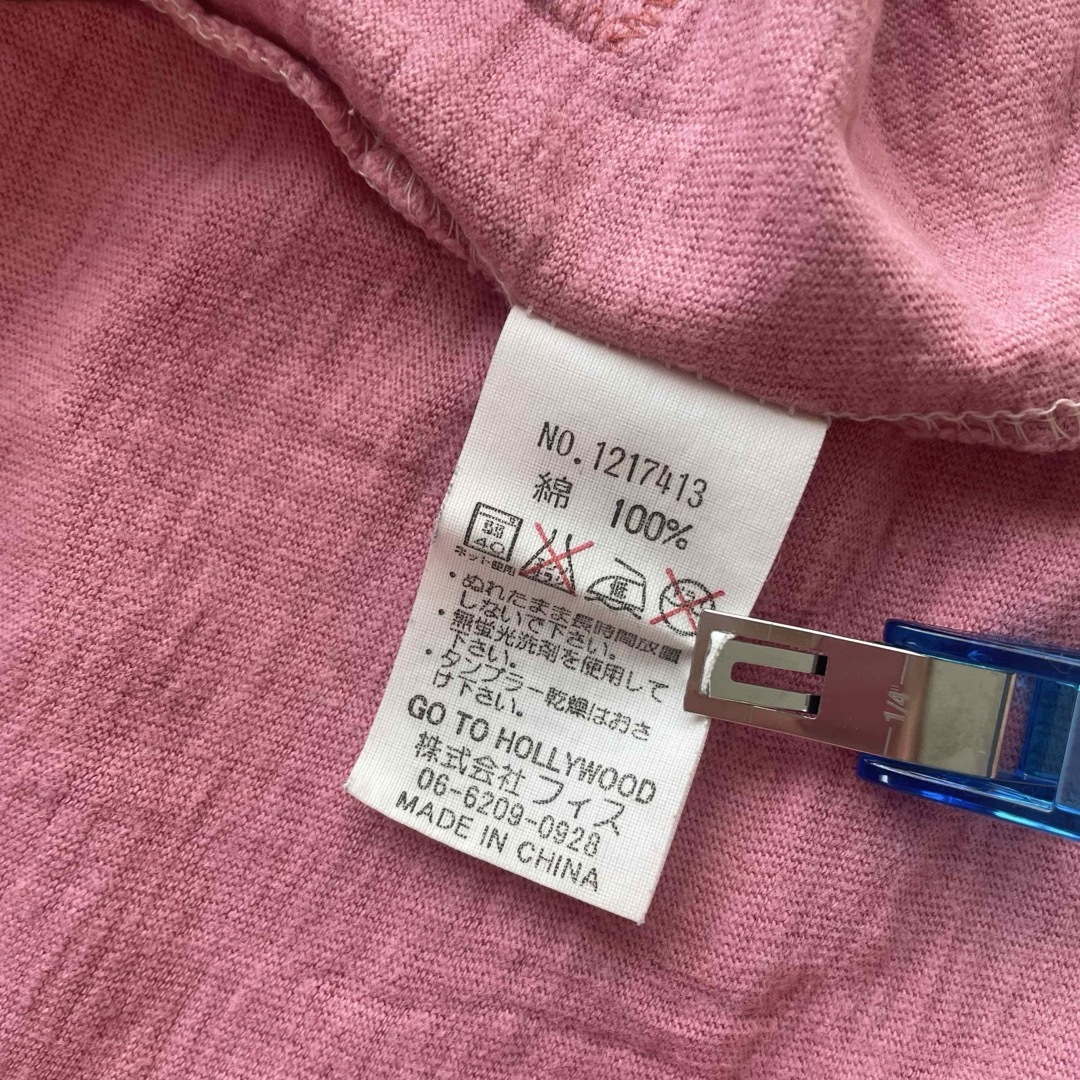 NO.1217413
綿 100%
40
ネット使用
・ぬれたまま長時間放置
しないで下さい。
・無蛍光洗剤を使用して
下さい。
・タンブラー乾燥はおさ
け下さい。
GO TO HOLLYWOOD
株式会社 フィス
06-6209-0928
MADE IN CHINA
1/4"